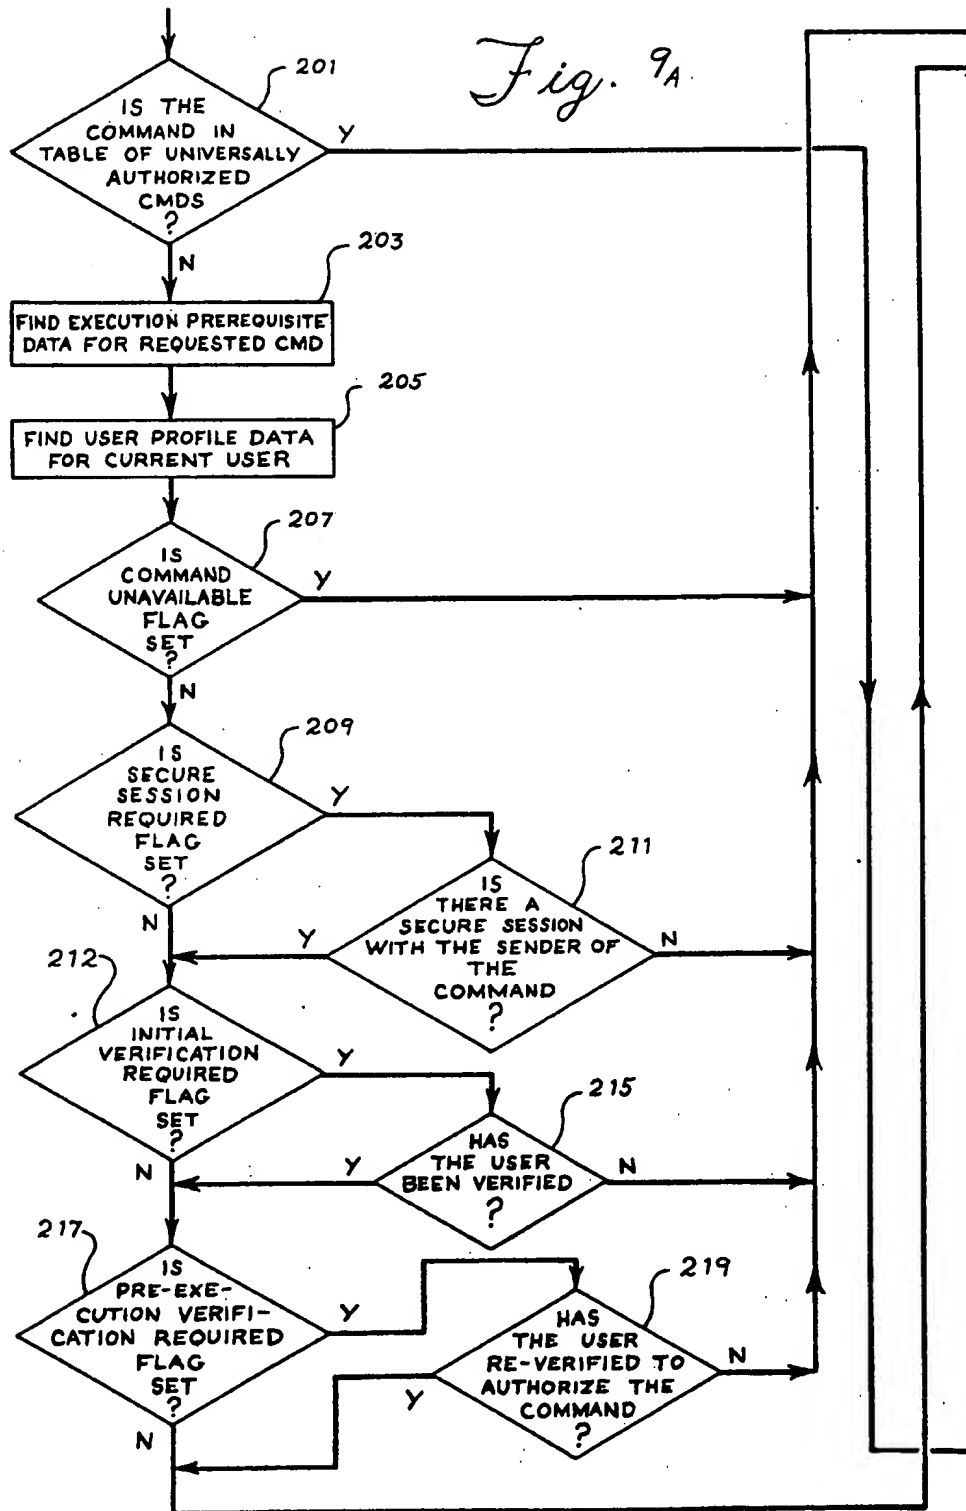 Fig. 9A
201
IS THE
COMMAND IN
TABLE OF UNIVERSALLY
AUTHORIZED
CMDS
?
Y
N
203
FIND EXECUTION PREREQUISITE
DATA FOR REQUESTED CMD
205
FIND USER PROFILE DATA
FOR CURRENT USER
207
IS
COMMAND
UNAVAILABLE
FLAG
SET
?
Y
N
209
IS
SECURE
SESSION
REQUIRED
FLAG
SET
?
Y
N
211
IS
THERE A
SECURE SESSION
WITH THE SENDER OF
THE
COMMAND
?
Y
N
212
IS
INITIAL
VERIFICATION
REQUIRED
FLAG
SET
?
Y
N
215
HAS
THE USER
BEEN VERIFIED
?
Y
N
217
IS
PRE-EXE-
CUTION VERIFI-
CATION REQUIRED
FLAG
SET
?
Y
N
219
HAS
THE USER
RE-VERIFIED TO
AUTHORIZE THE
COMMAND
?
Y
N